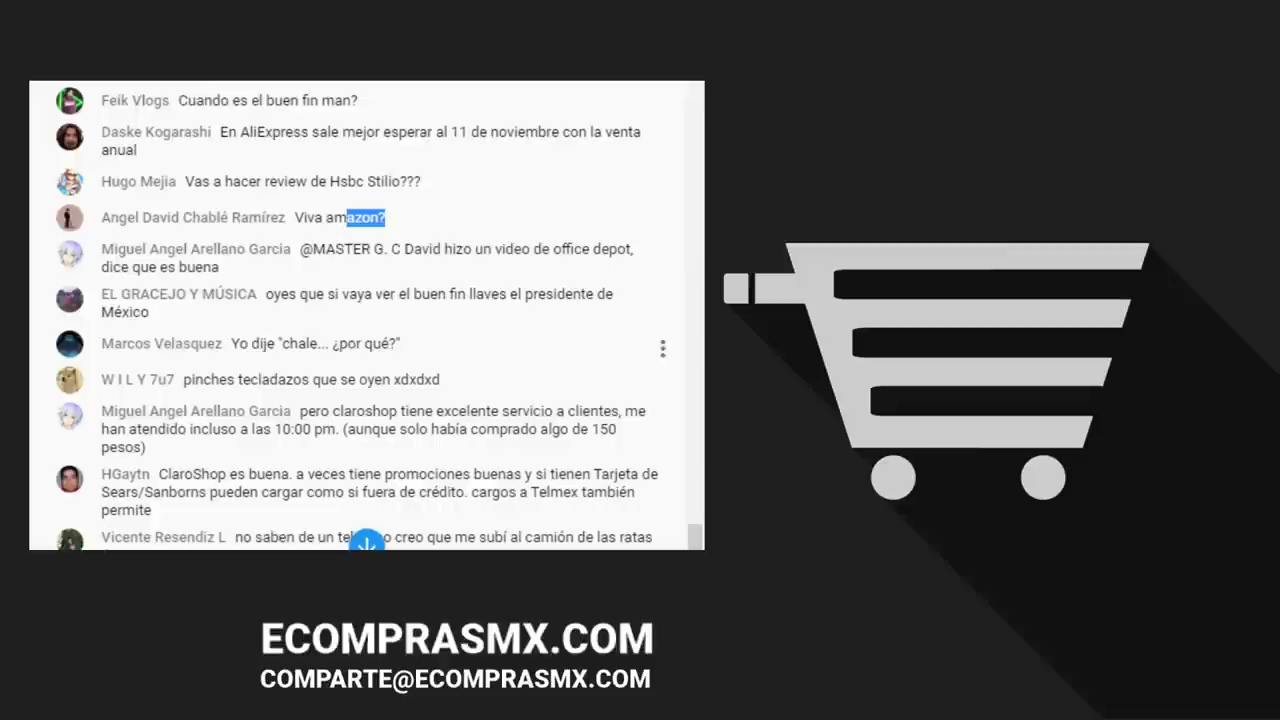 Feik Vlogs Cuando es el buen fin man?
Daske Kogarashi En AliExpress sale mejor esperar al 11 de noviembre con la venta
anual
Hugo Mejia Vas a hacer review de Hsbc Stilio???
Angel David Chablé Ramírez Viva amazon?
Miguel Angel Arellano Garcia @MASTER G. C David hizo un video de office depot,
dice que es buena
EL GRACEJO Y MÚSICA oyes que si vaya ver el buen fin llaves el presidente de
México
Marcos Velasquez Yo dije "chale... ¿por qué?"
W I L Y 7u7 pinches tecladazos que se oyen xdxdxd
Miguel Angel Arellano Garcia pero claroshop tiene excelente servicio a clientes, me
han atendido incluso a las 10:00 pm. (aunque solo había comprado algo de 150
pesos)
HGaytn ClaroShop es buena. a veces tiene promociones buenas y si tienen Tarjeta de
Sears/Sanborns pueden cargar como si fuera de crédito. cargos a Telmex también
permite
Vicente Resendiz L no saben de un creo que me subí al camión de las ratas
ECOMPRASMX.COM
COMPARTE@ECOMPRASMX.COM